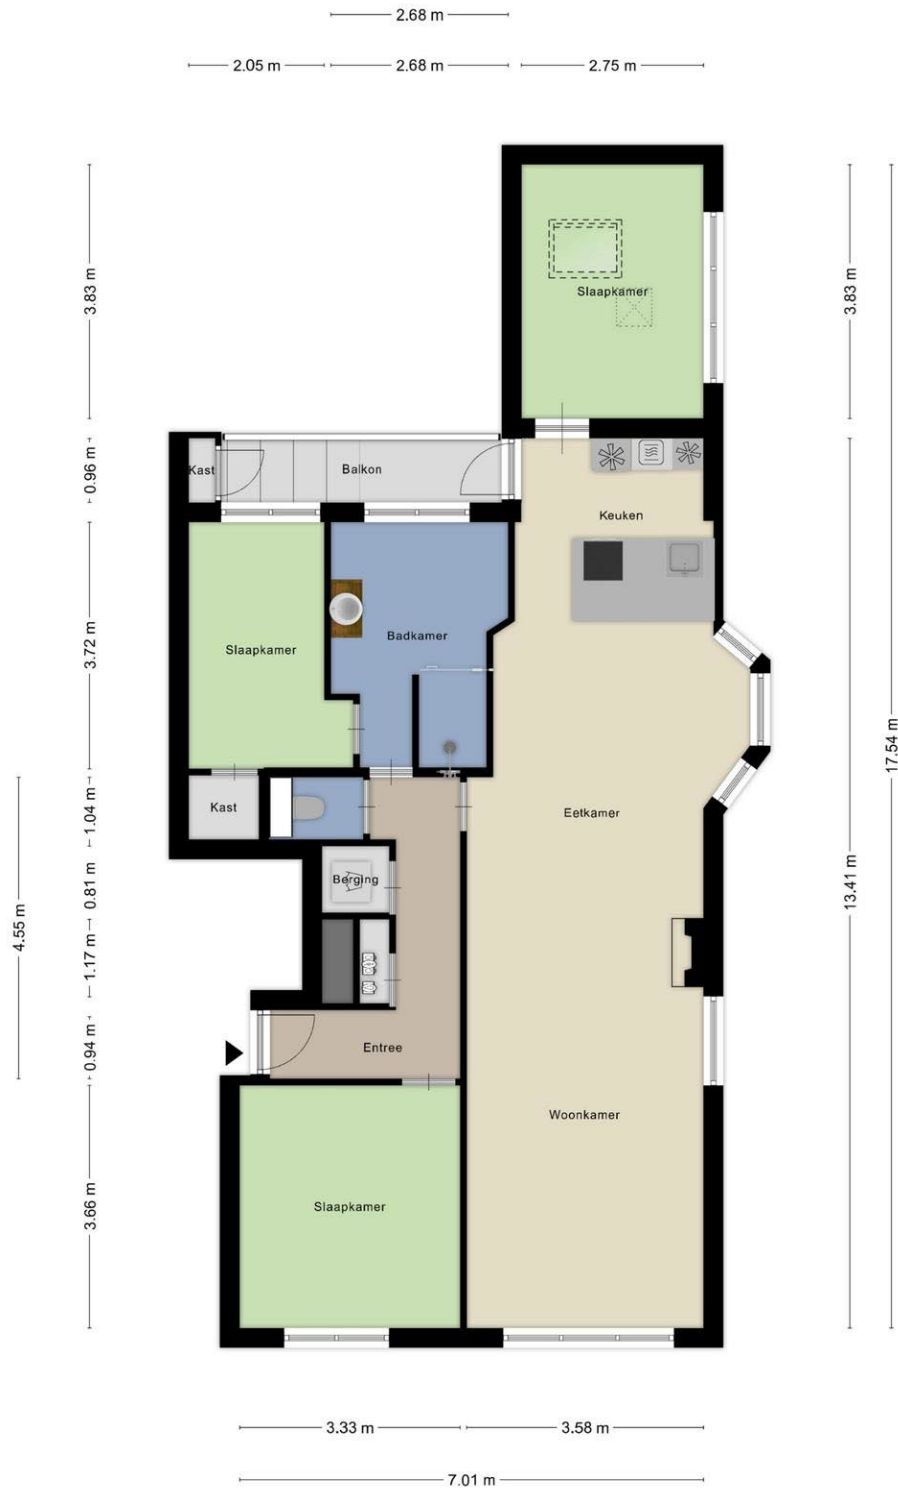 2.68 m
2.05 m
2.68 m
2.75 m
3.83 m
Slaapkamer
3.83 m
0.96 m
Kast
Balkon
Keuken
3.72 m
Slaapkamer
Badkamer
17.54 m
1.04 m
Kast
Eetkamer
0.81 m
Berging
13.41 m
4.55 m
1.17 m
0.94 m
Entree
Woonkamer
3.66 m
Slaapkamer
3.33 m
3.58 m
7.01 m